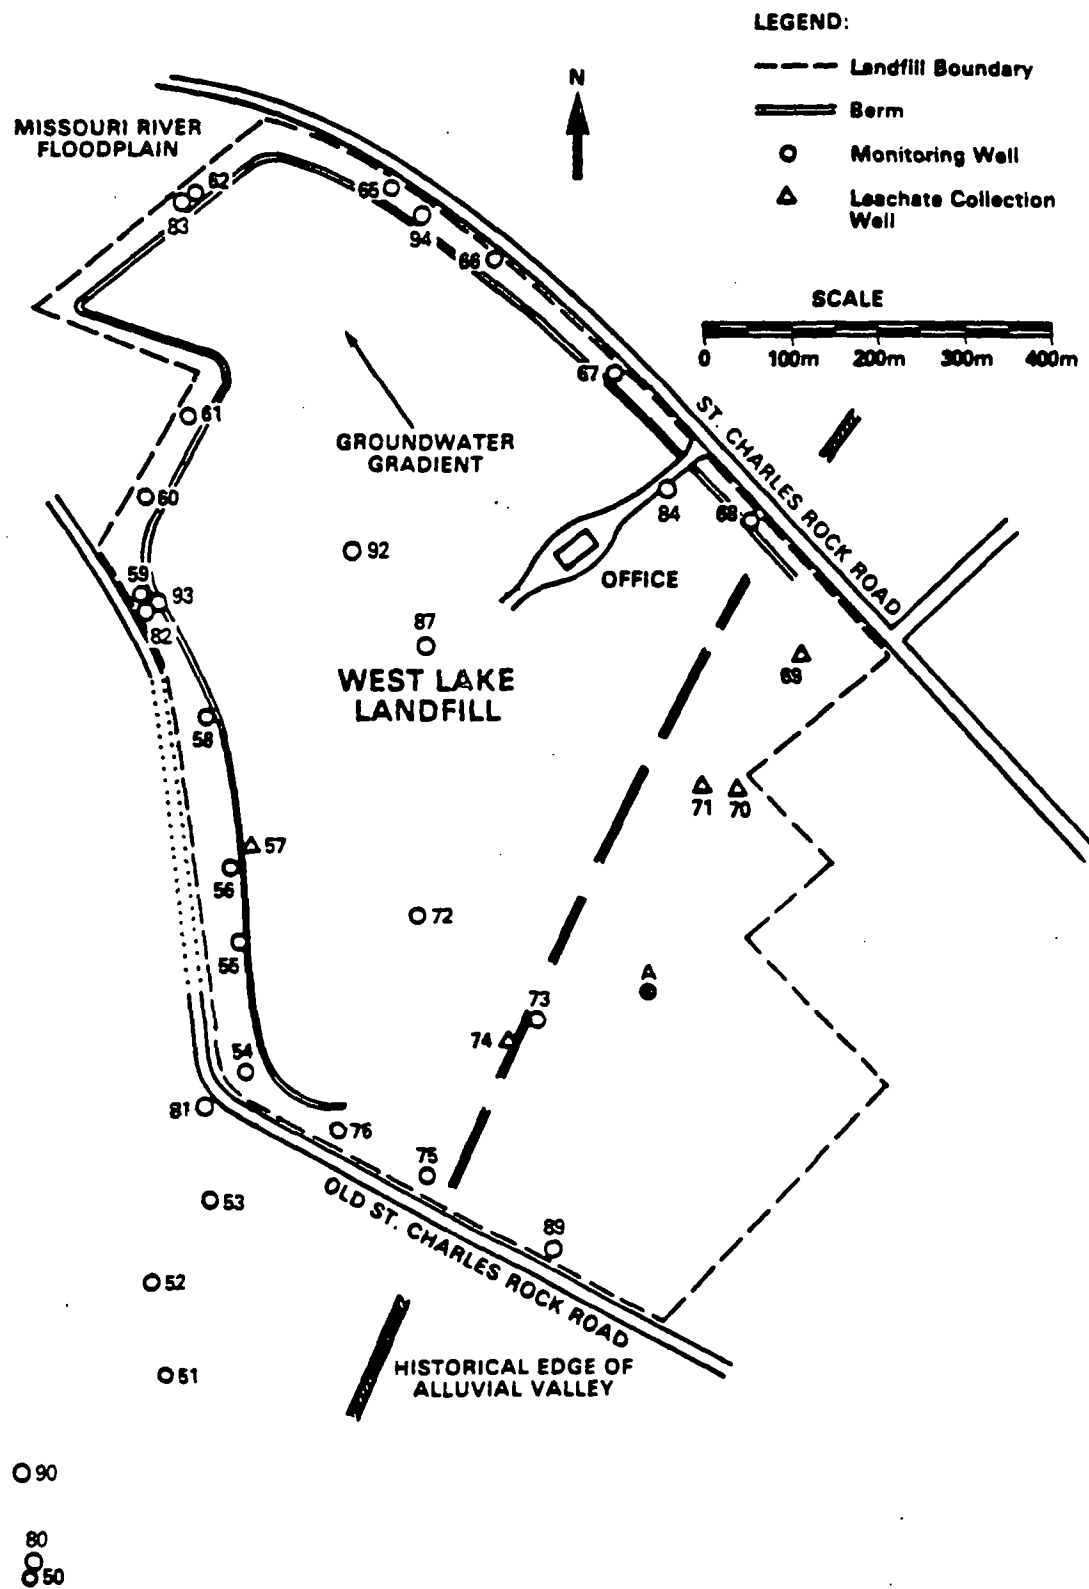 LEGEND:
Landfill Boundary
Berm
Monitoring Well
Leachate Collection
Well
N
MISSOURI RIVER
FLOODPLAIN
SCALE
0 100m 200m 300m 400m
62
83
65
94
66
67
61
GROUNDWATER
GRADIENT
ST. CHARLES ROCK ROAD
60
84
68
92
OFFICE
59
93
82
87
69
WEST LAKE
LANDFILL
58
71
70
57
56
72
55
A
73
74
54
81
76
75
53
OLD ST. CHARLES ROCK ROAD
89
52
HISTORICAL EDGE OF
ALLUVIAL VALLEY
51
90
80
50